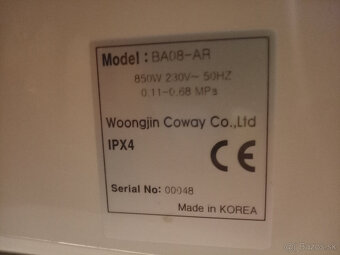 Model : BA08-AR
850W 230V~ 50HZ
0.11-0.68 MPa
Woongjin Coway Co.,Ltd
IPX4
CE
Serial No: 00048
Made in KOREA